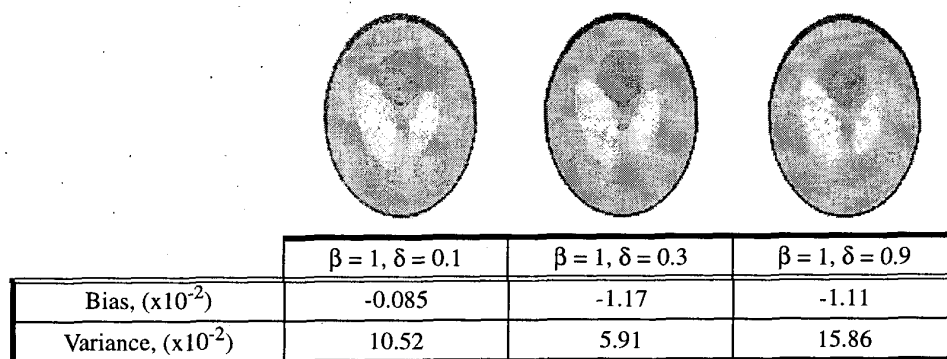 β = 1, δ = 0.1 β = 1, δ = 0.3 β = 1, δ = 0.9
Bias, (x10-2) -0.085 -1.17 -1.11
Variance, (x10-2) 10.52 5.91 15.86